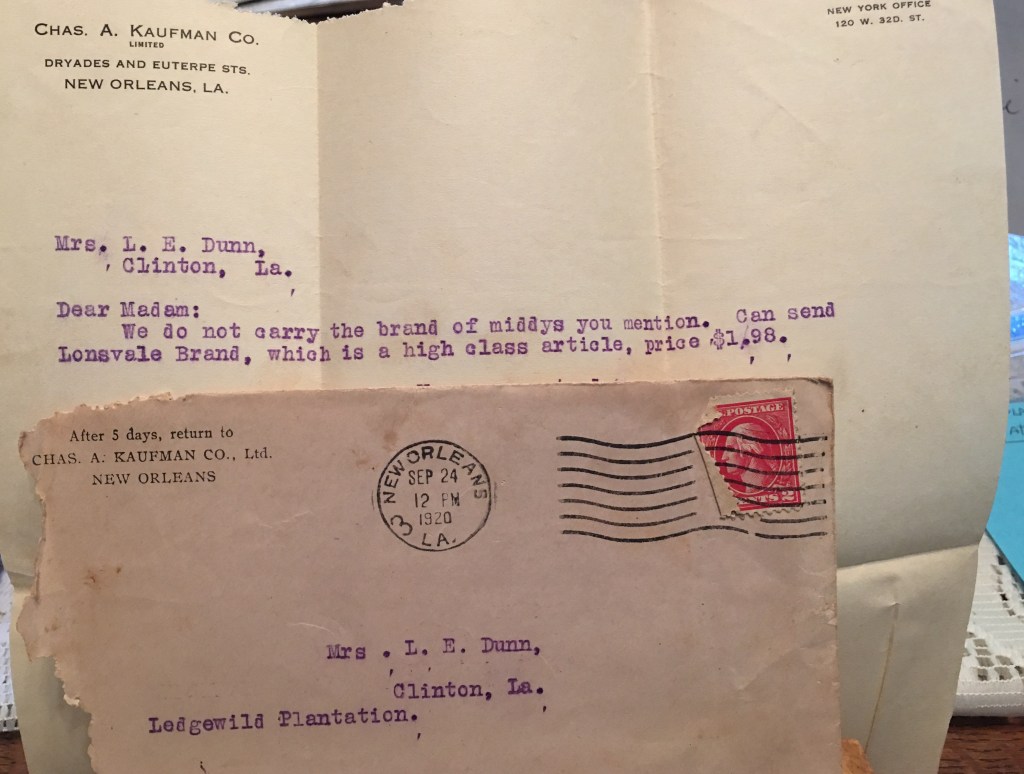 CHAS. A. KAUFMAN CO.
LIMITED
DRYADES AND EUTERPE STS.
NEW ORLEANS, LA.
NEW YORK OFFICE
120 W. 32D. ST.
Mrs. L. E. Dunn,
Clinton, La.
Dear Madam:
We do not carry the brand of middys you mention. Can send
Lonsvale Brand, which is a high class article, price $1.98.
After 5 days, return to
CHAS. A. KAUFMAN CO., Ltd.
NEW ORLEANS
NEW ORLEANS
SEP 24
12 PM
1920
3
LA.
POSTAGE
CENTS 2
Mrs . L. E. Dunn,
Clinton, La.
Ledgewild Plantation.